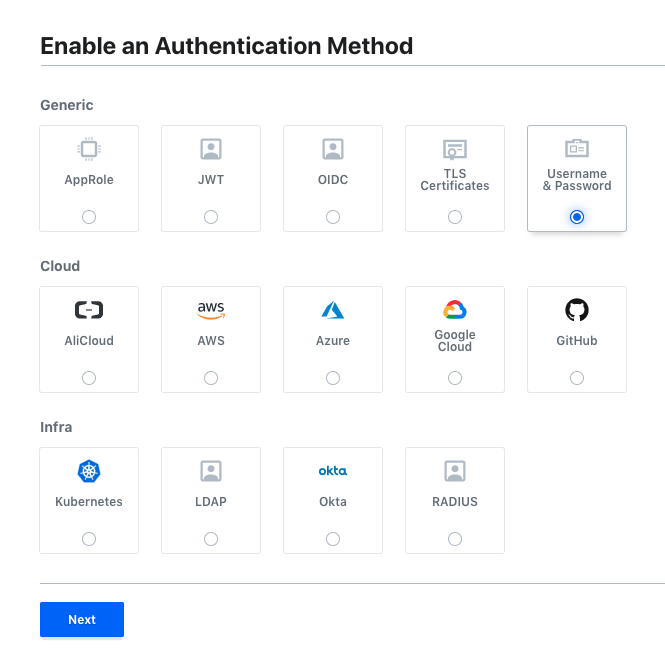 Enable an Authentication Method
Generic
AppRole
JWT
OIDC
TLS
Certificates
Username
& Password
Cloud
aws
AliCloud
AWS
Azure
Google
Cloud
GitHub
Infra
okta
Kubernetes
LDAP
Okta
RADIUS
Next